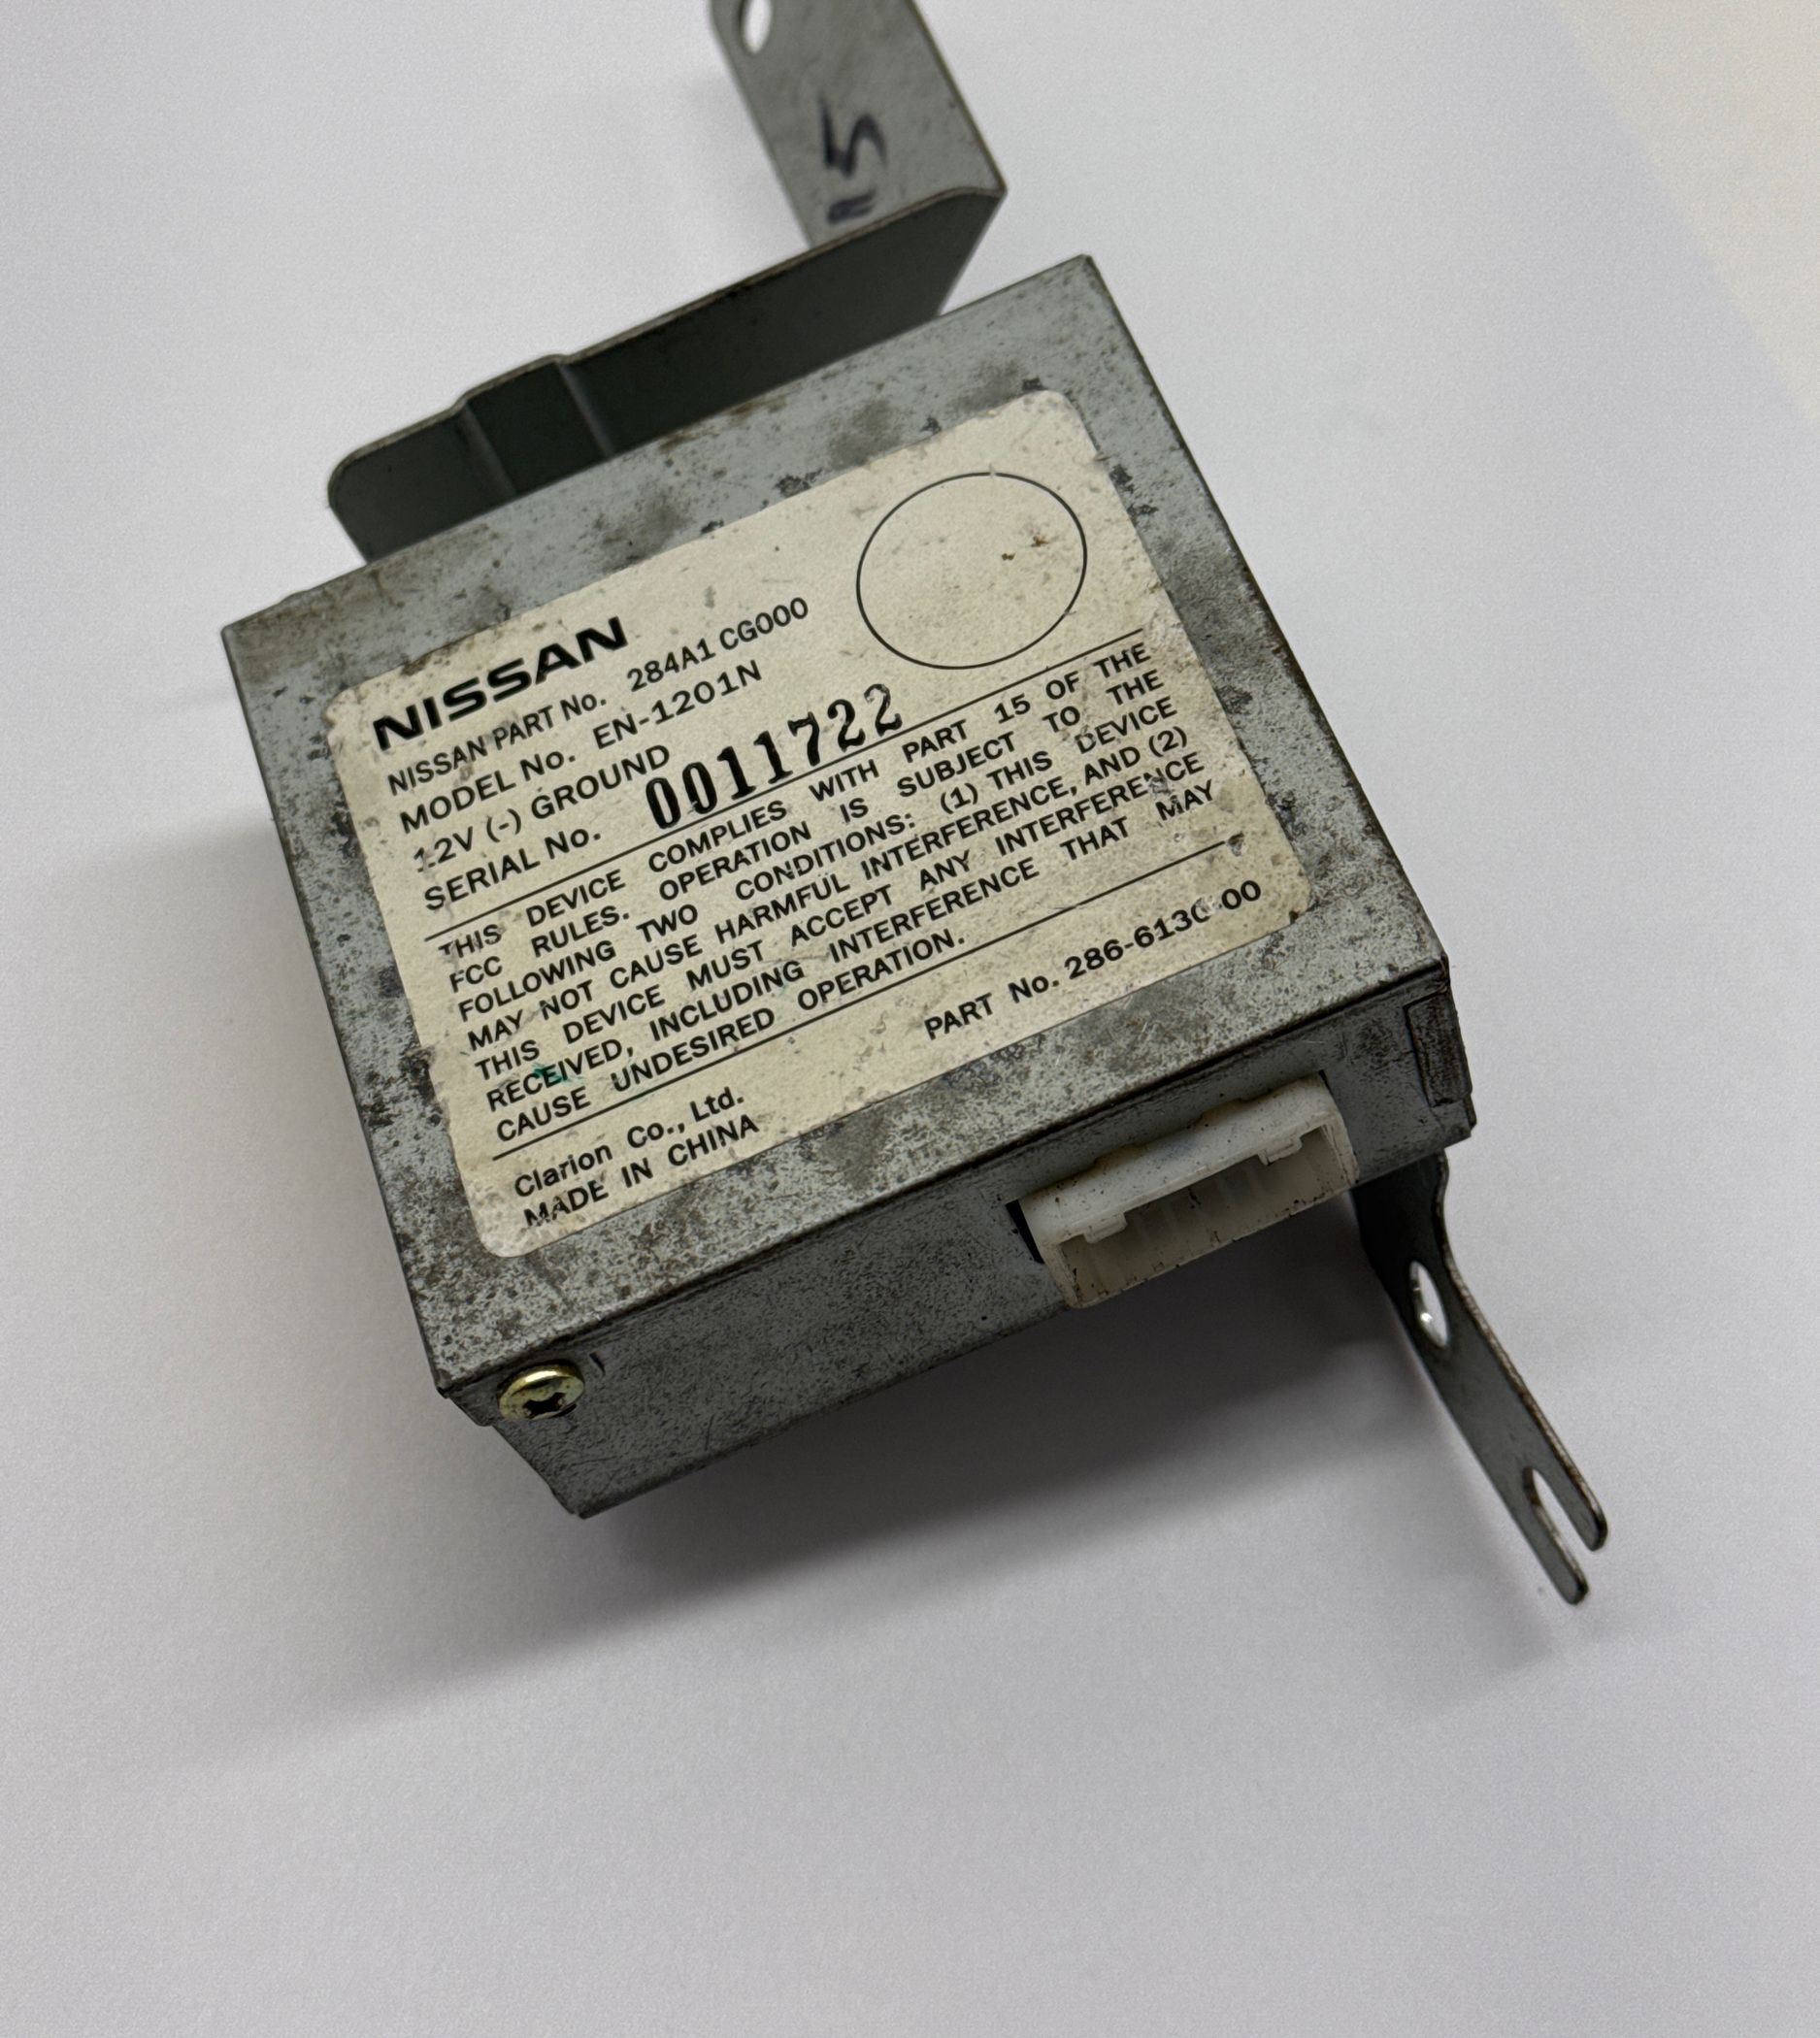 5
NISSAN
NISSAN PART No. 284A1 CG000
MODEL No. EN-1201N
12V (-) GROUND
SERIAL No. 0011722
THIS DEVICE COMPLIES WITH PART 15 OF THE
FCC RULES. OPERATION IS SUBJECT TO THE
FOLLOWING TWO CONDITIONS: (1) THIS DEVICE
MAY NOT CAUSE HARMFUL INTERFERENCE, AND (2)
THIS DEVICE MUST ACCEPT ANY INTERFERENCE
RECEIVED, INCLUDING INTERFERENCE THAT MAY
CAUSE UNDESIRED OPERATION.
PART No. 286-6130-00
Clarion Co., Ltd.
MADE IN CHINA